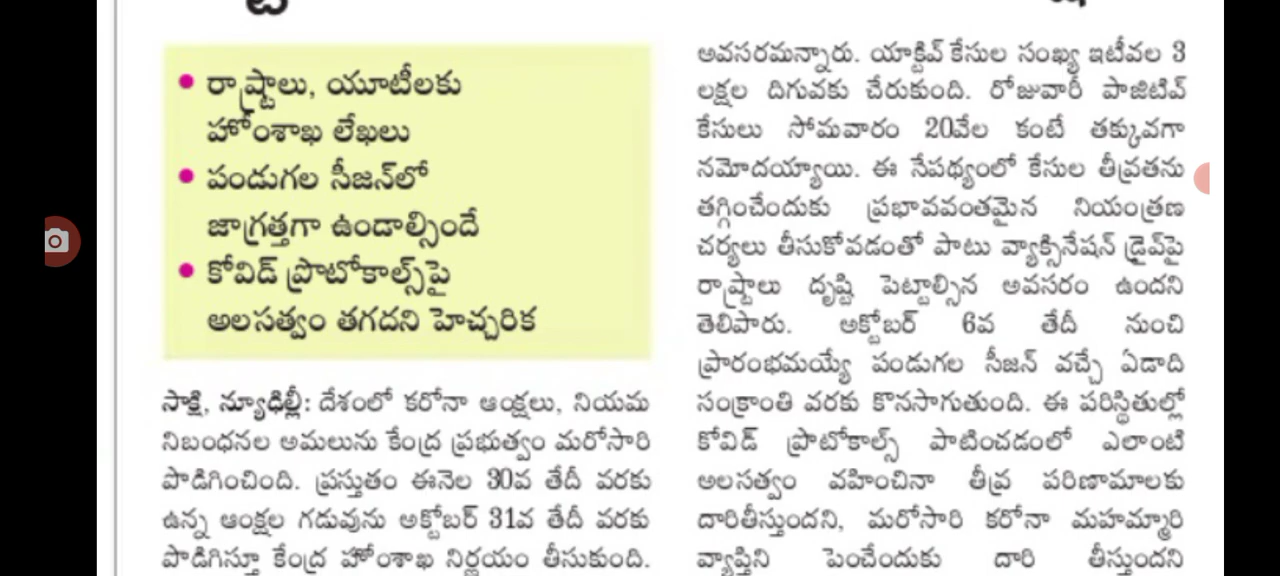 రాష్ట్రాలు, యూటీలకు
హోంశాఖ లేఖలు
పండుగల సీజన్‌లో
జాగ్రత్తగా ఉండాల్సిందే
కోవిడ్ ప్రొటోకాల్స్‌పై
అలసత్వం తగదని హెచ్చరిక
సాక్షి, న్యూఢిల్లీ: దేశంలో కరోనా ఆంక్షలు, నియమ
నిబంధనల అమలును కేంద్ర ప్రభుత్వం మరోసారి
పొడిగించింది. ప్రస్తుతం ఈనెల 30వ తేదీ వరకు
ఉన్న ఆంక్షల గడువును అక్టోబర్ 31వ తేదీ వరకు
పొడిగిస్తూ కేంద్ర హోంశాఖ నిర్ణయం తీసుకుంది.
అవసరమన్నారు. యాక్టివ్ కేసుల సంఖ్య ఇటీవల 3
లక్షల దిగువకు చేరుకుంది. రోజువారీ పాజిటివ్
కేసులు సోమవారం 20వేల కంటే తక్కువగా
నమోదయ్యాయి. ఈ నేపథ్యంలో కేసుల తీవ్రతను
తగ్గించేందుకు ప్రభావవంతమైన నియంత్రణ
చర్యలు తీసుకోవడంతో పాటు వ్యాక్సినేషన్ డ్రైవ్‌పై
రాష్ట్రాలు దృష్టి పెట్టాల్సిన అవసరం ఉందని
తెలిపారు. అక్టోబర్ 6వ తేదీ నుంచి
ప్రారంభమయ్యే పండుగల సీజన్ వచ్చే ఏడాది
సంక్రాంతి వరకు కొనసాగుతుంది. ఈ పరిస్థితుల్లో
కోవిడ్ ప్రొటోకాల్స్ పాటించడంలో ఎలాంటి
అలసత్వం వహించినా తీవ్ర పరిణామాలకు
దారితీస్తుందని, మరోసారి కరోనా మహమ్మారి
వ్యాప్తిని పెంచేందుకు దారి తీస్తుందని